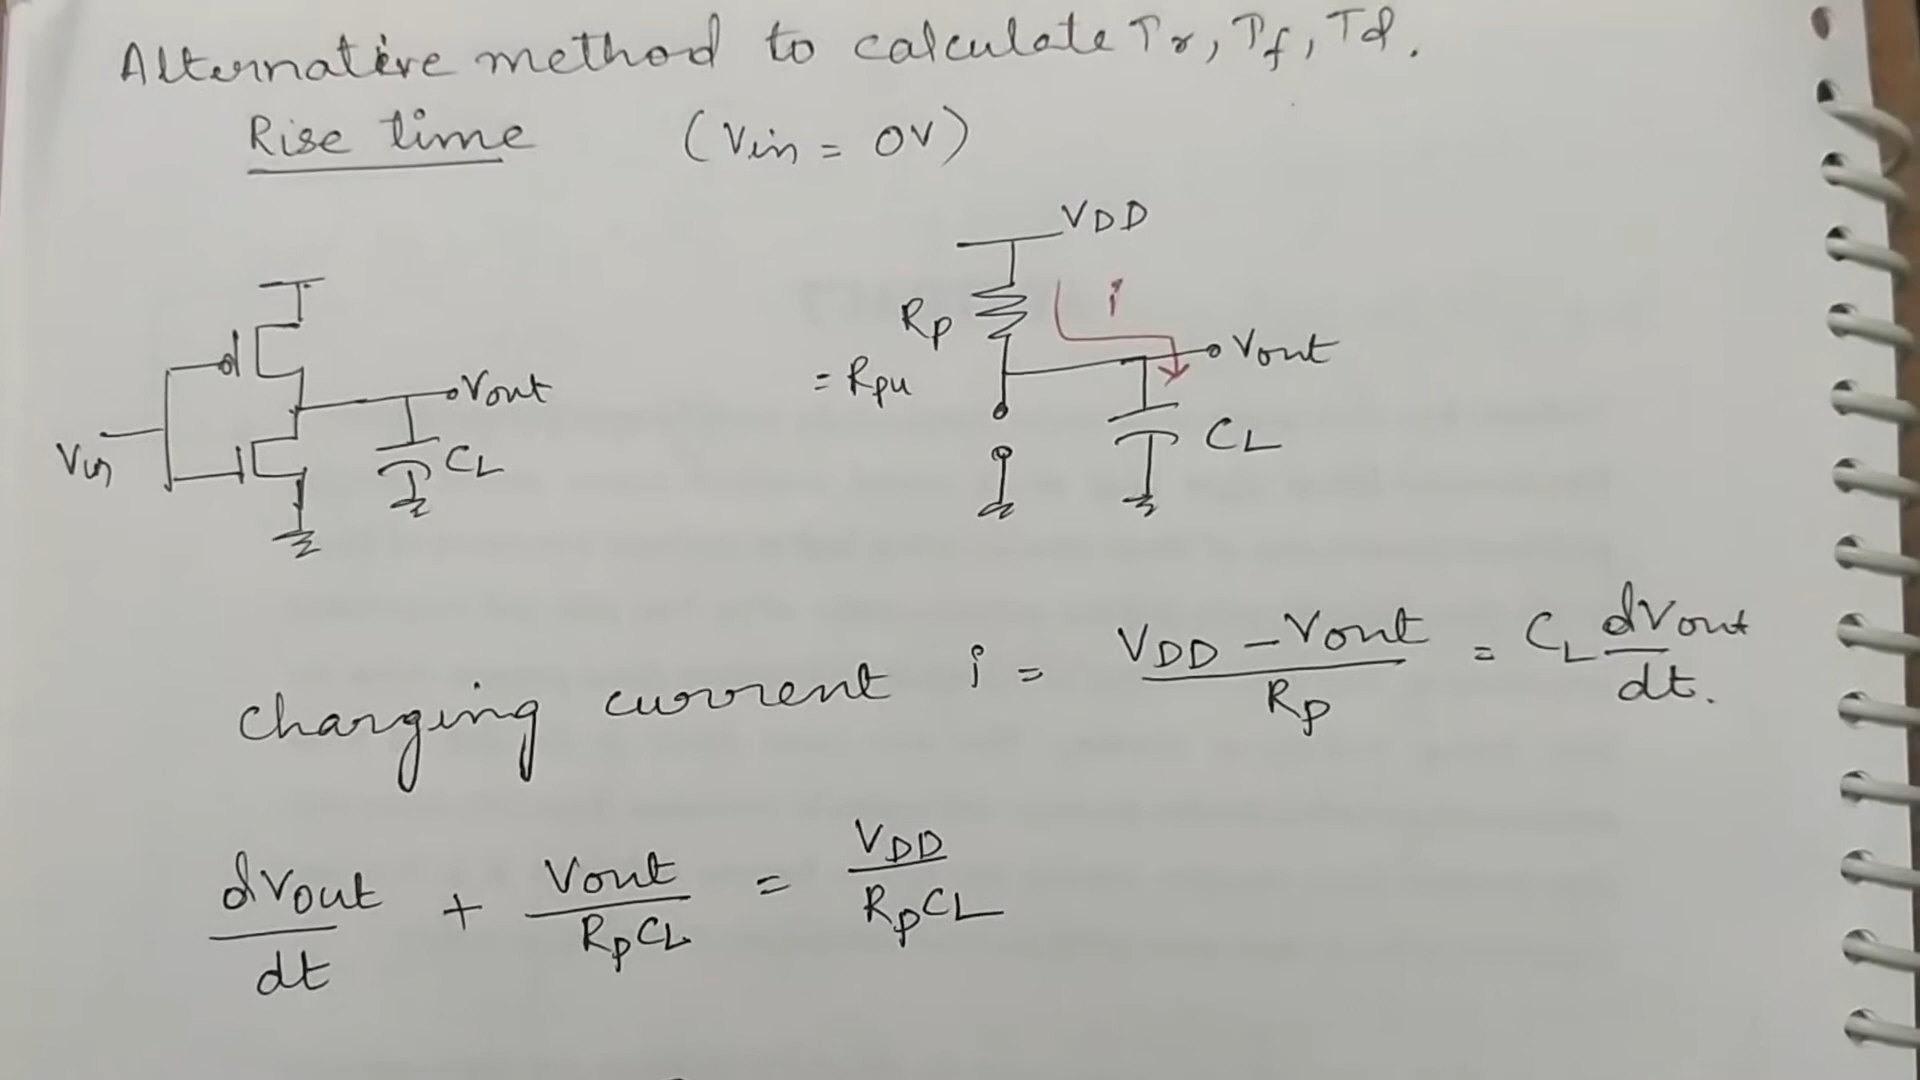 Alternative method to calculate Tr, Tf, Td.
Rise time (Vin = 0V)
VDD
Rp
i
= Rpu
Vout
CL
Vout
Vin
CL
charging current i = VDD - Vout / Rp = CL dVout / dt.
dVout / dt + Vout / RpCL = VDD / RpCL